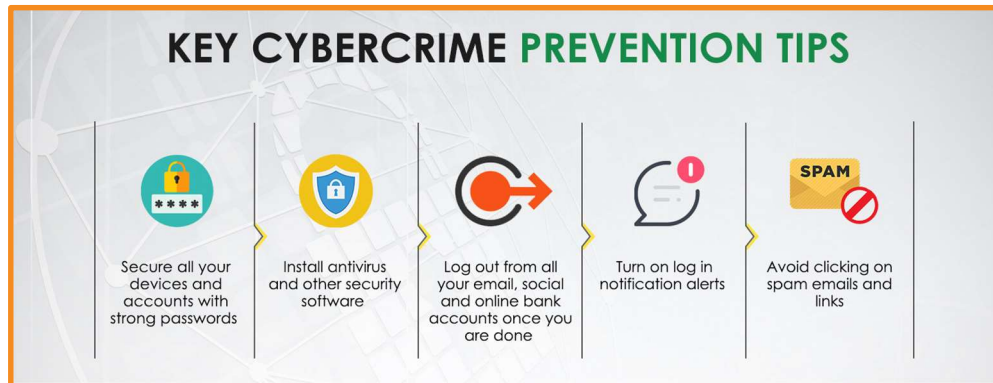 KEY CYBERCRIME PREVENTION TIPS
****
Secure all your
devices and
accounts with
strong passwords
Install antivirus
and other security
software
Log out from all
your email, social
and online bank
accounts once you
are done
Turn on log in
notification alerts
SPAM
Avoid clicking on
spam emails and
links